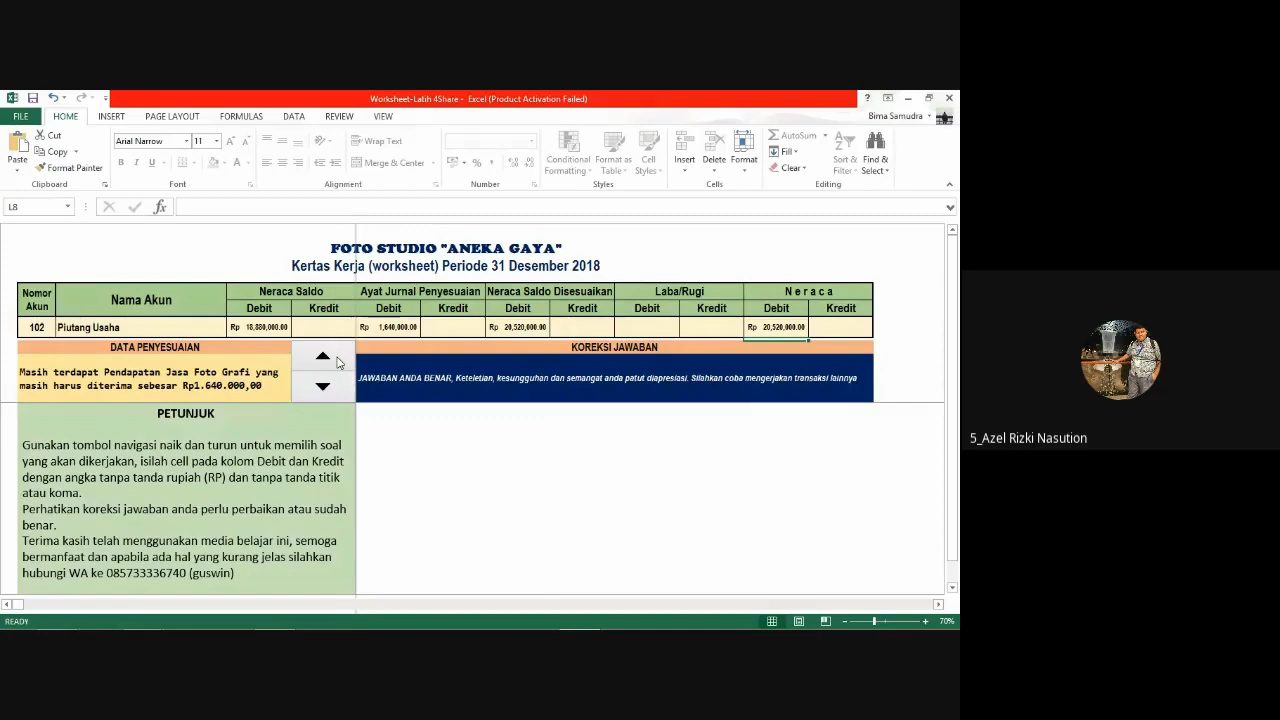 Worksheet-Latih 4Share - Excel (Product Activation Failed)
FILE HOME INSERT PAGE LAYOUT FORMULAS DATA REVIEW VIEW Bima Samudra
Cut
Copy
Format Painter
Paste
Clipboard
Arial Narrow 11
B I U
Font
Wrap Text
Merge & Center
Alignment
%
Number
Conditional Formatting
Format as Table
Cell Styles
Styles
Insert Delete Format
Cells
AutoSum
Fill
Clear
Sort & Filter
Find & Select
Editing
L8 fx
FOTO STUDIO "ANEKA GAYA"
Kertas Kerja (worksheet) Periode 31 Desember 2018
Nomor Akun Nama Akun Neraca Saldo Ayat Jurnal Penyesuaian Neraca Saldo Disesuaikan Laba/Rugi N e r a c a
Debit Kredit Debit Kredit Debit Kredit Debit Kredit Debit Kredit
102 Piutang Usaha Rp 18,880,000.00 Rp 1,640,000.00 Rp 20,520,000.00 Rp 20,520,000.00
DATA PENYESUAIAN KOREKSI JAWABAN
Masih terdapat Pendapatan Jasa Foto Grafi yang
masih harus diterima sebesar Rp1.640.000,00
JAWABAN ANDA BENAR, Keteletian, kesungguhan dan semangat anda patut diapresiasi. Silahkan coba mengerjakan transaksi lainnya
PETUNJUK
Gunakan tombol navigasi naik dan turun untuk memilih soal
yang akan dikerjakan, isilah cell pada kolom Debit dan Kredit
dengan angka tanpa tanda rupiah (RP) dan tanpa tanda titik
atau koma.
Perhatikan koreksi jawaban anda perlu perbaikan atau sudah
benar.
Terima kasih telah menggunakan media belajar ini, semoga
bermanfaat dan apabila ada hal yang kurang jelas silahkan
hubungi WA ke 085733336740 (guswin)
READY 70%
5_Azel Rizki Nasution